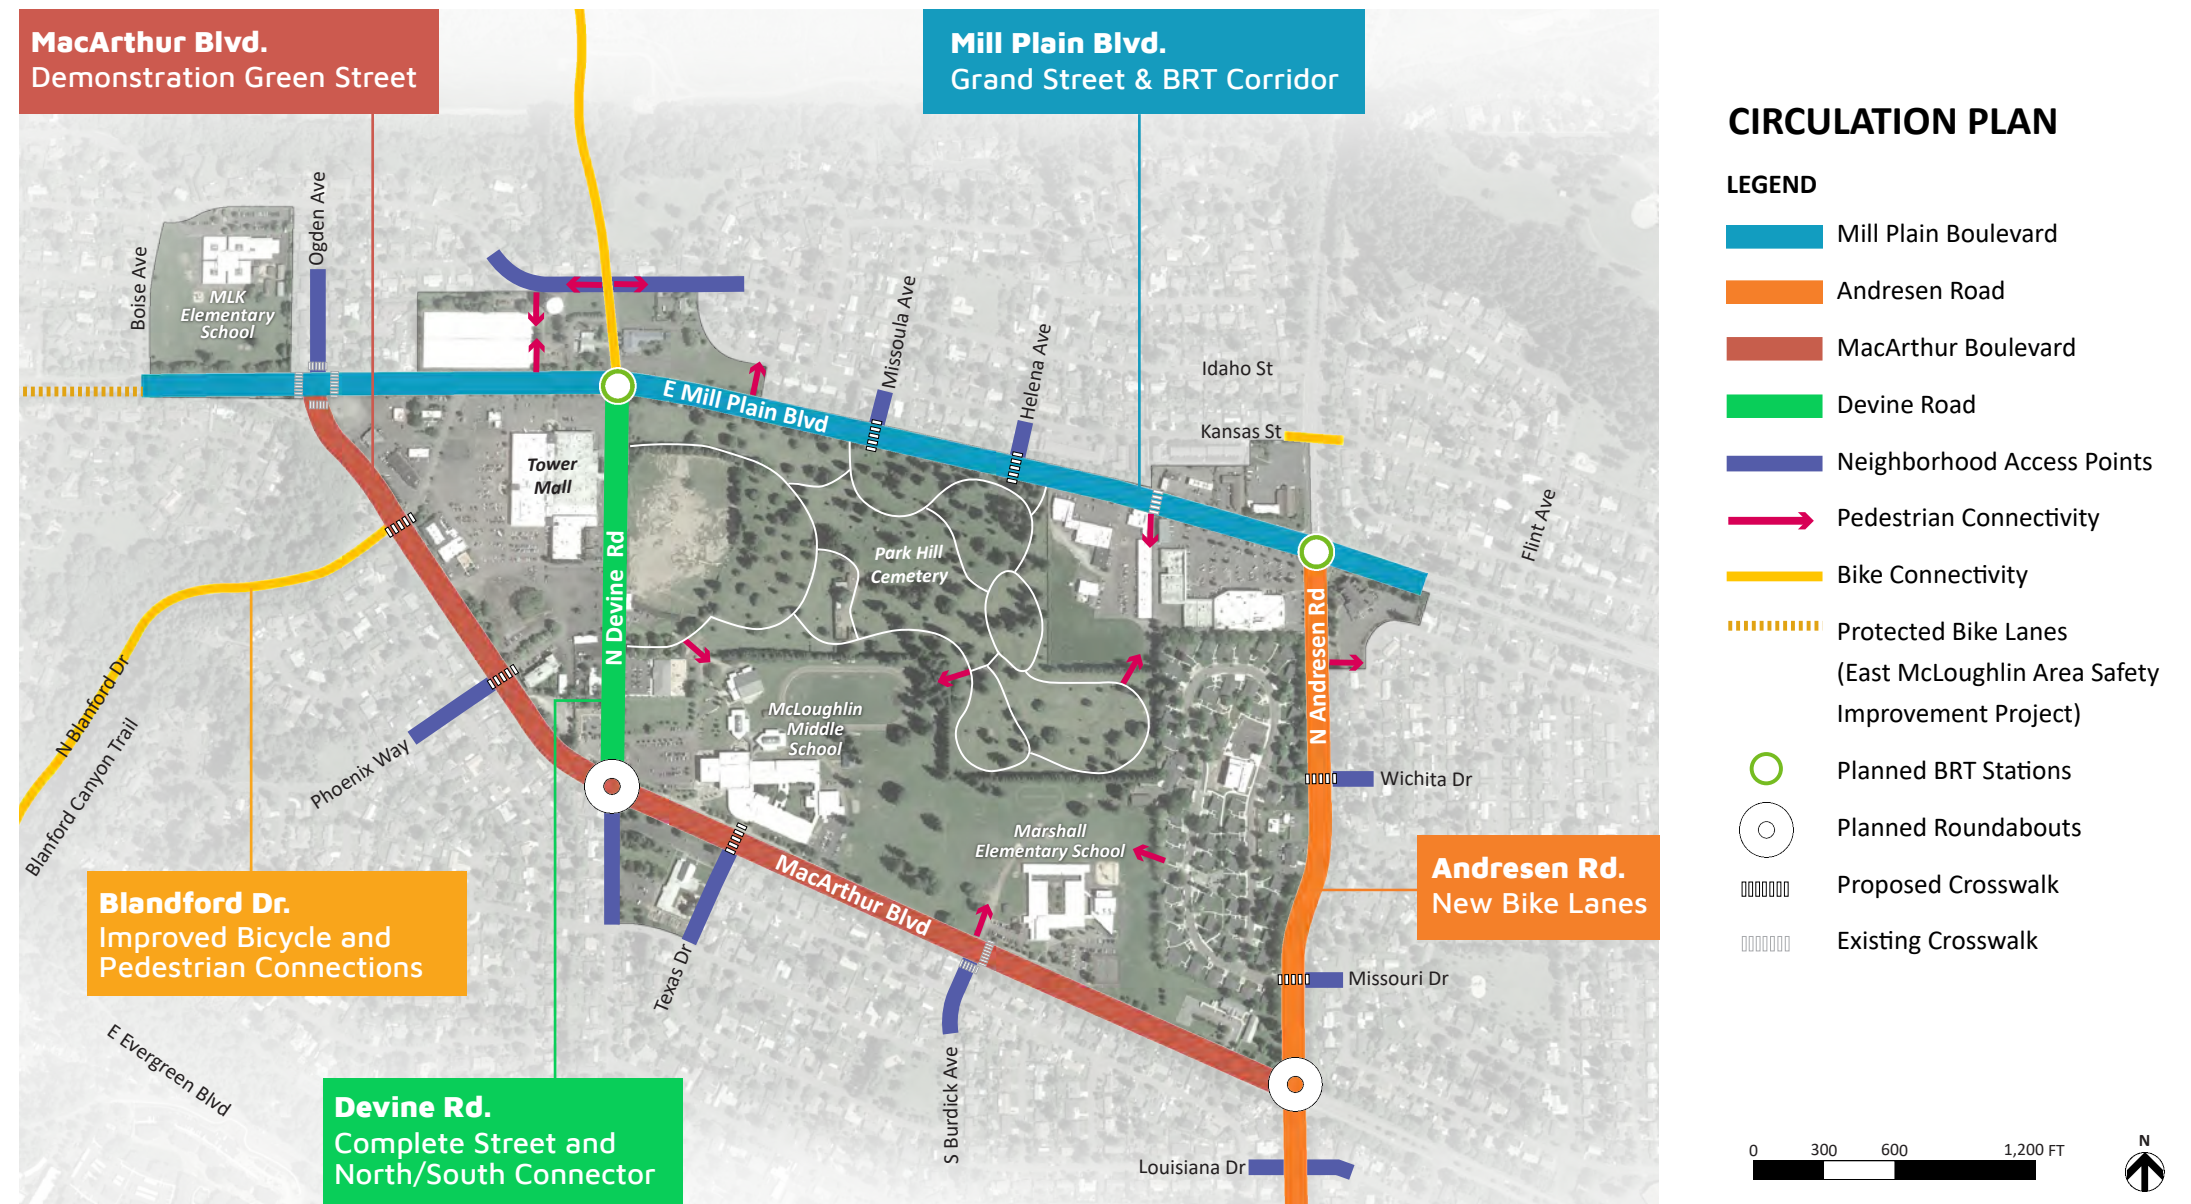 MacArthur Blvd.
Demonstration Green Street
Mill Plain Blvd.
Grand Street & BRT Corridor
Boise Ave
MLK
Elementary
School
Ogden Ave
Missoula Ave
Helena Ave
Idaho St
Kansas St
Flint Ave
E Mill Plain Blvd
Tower
Mall
N Devine Rd
Park Hill
Cemetery
N Andresen Rd
McLoughlin
Middle
School
N Blanford Dr
Blanford Canyon Trail
Phoenix Way
Wichita Dr
Marshall
Elementary School
MacArthur Blvd
Andresen Rd.
New Bike Lanes
Blandford Dr.
Improved Bicycle and
Pedestrian Connections
Texas Dr
Missouri Dr
E Evergreen Blvd
S Burdick Ave
Devine Rd.
Complete Street and
North/South Connector
Louisiana Dr
CIRCULATION PLAN
LEGEND
Mill Plain Boulevard
Andresen Road
MacArthur Boulevard
Devine Road
Neighborhood Access Points
Pedestrian Connectivity
Bike Connectivity
Protected Bike Lanes
(East McLoughlin Area Safety
Improvement Project)
Planned BRT Stations
Planned Roundabouts
Proposed Crosswalk
Existing Crosswalk
0 300 600 1,200 FT
N